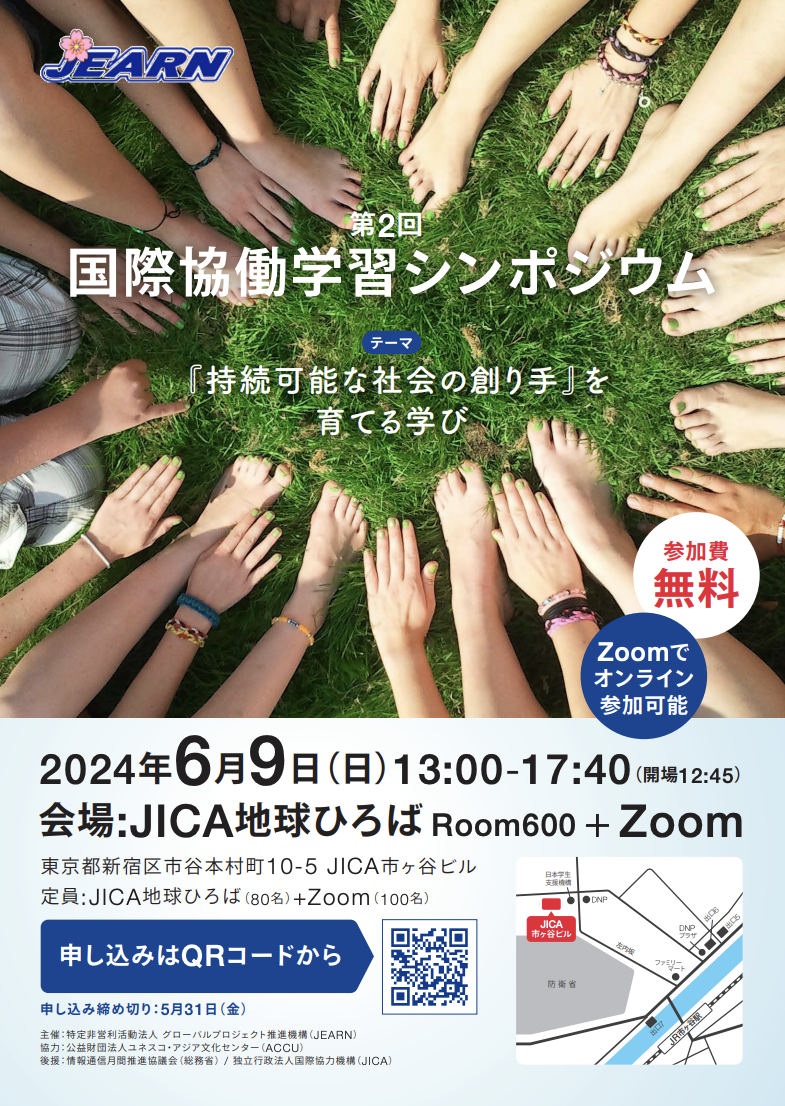 JEARN
第2回
国際協働学習シンポジウム
テーマ
『持続可能な社会の創り手』を
育てる学び
参加費
無料
Zoomで
オンライン
参加可能
2024年6月9日（日）13:00-17:40（開場12:45）
会場:JICA地球ひろば Room600 ＋ Zoom
東京都新宿区市谷本村町10-5 JICA市ヶ谷ビル
定員:JICA地球ひろば（80名）+Zoom（100名）
申し込みはQRコードから
申し込み締め切り：5月31日（金）
主催：特定非営利活動法人 グローバルプロジェクト推進機構（JEARN）
協力：公益財団法人ユネスコ・アジア文化センター（ACCU）
後援：情報通信月間推進協議会（総務省） / 独立行政法人国際協力機構（JICA）
日本学生
支援機構
DNP
JICA
市ヶ谷ビル
左内坂
DNP
プラザ
出口6
出口5
ファミリー
マート
防衛省
出口7
JR市ヶ谷駅